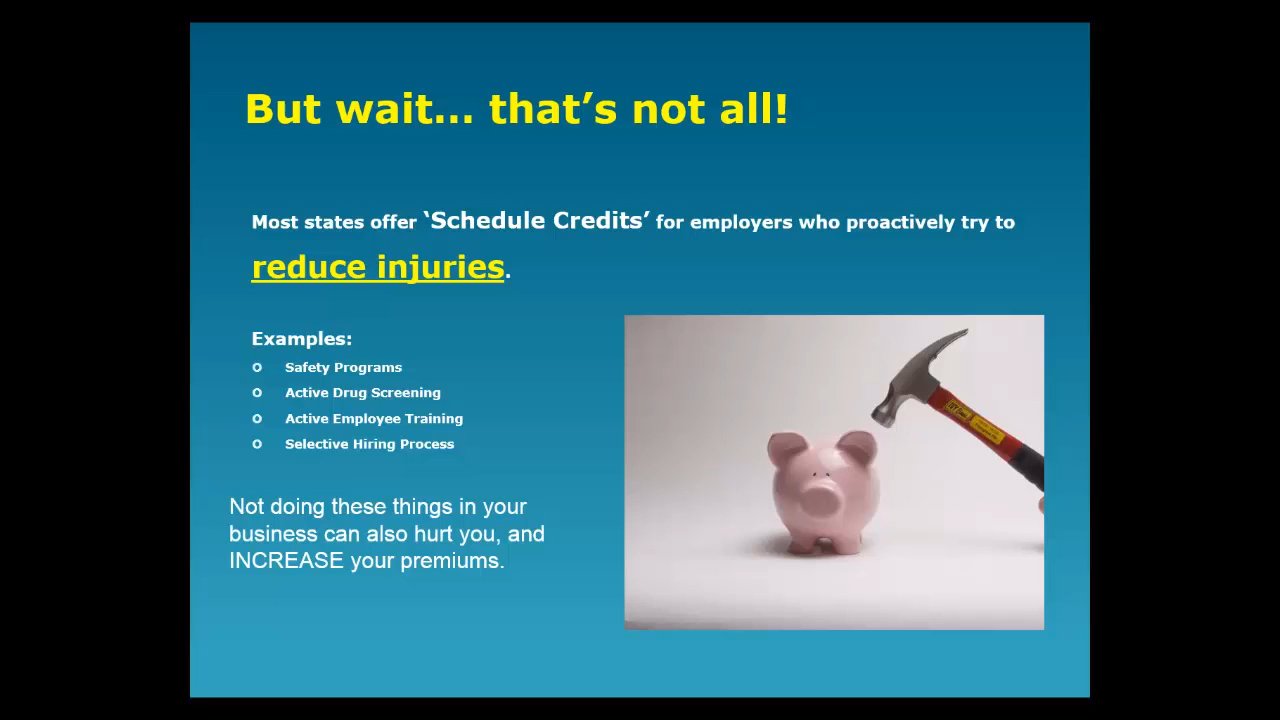 But wait... that’s not all!
Most states offer ‘Schedule Credits’ for employers who proactively try to
reduce injuries.
Examples:
Safety Programs
Active Drug Screening
Active Employee Training
Selective Hiring Process
Not doing these things in your
business can also hurt you, and
INCREASE your premiums.